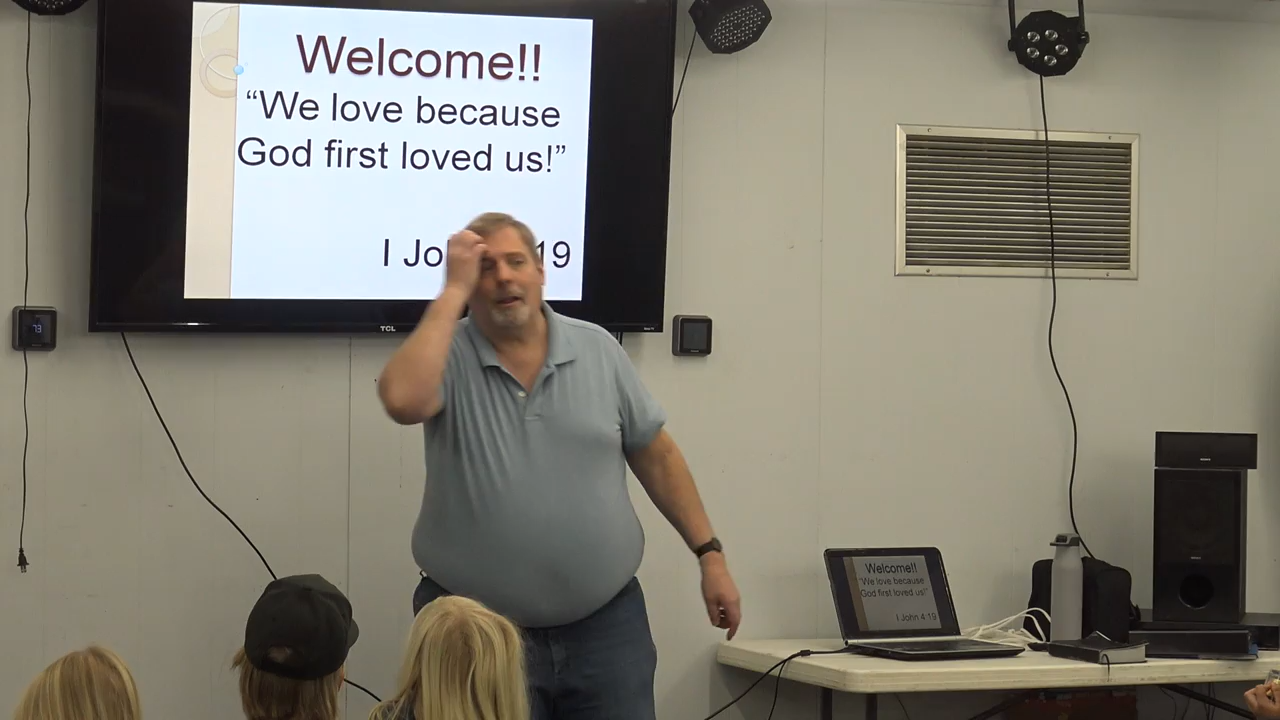 Welcome!!
“We love because
God first loved us!”
I Jo 19
TCL
73
Welcome!!
"We love because
God first loved us!"
I John 4:19